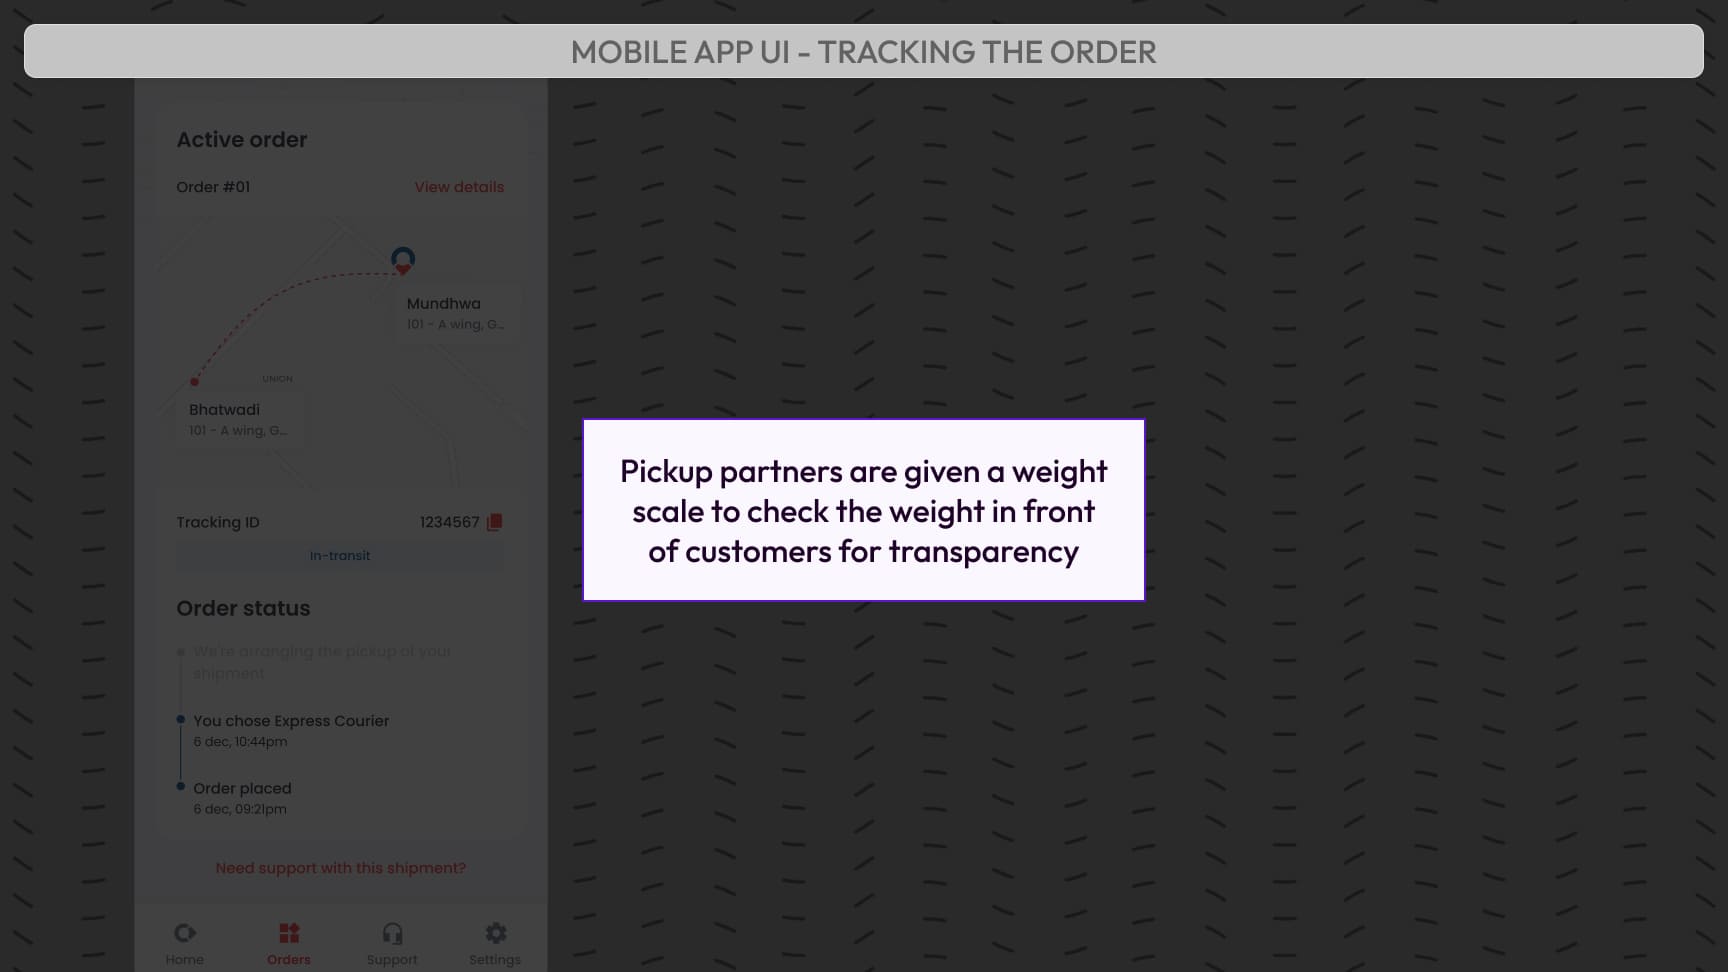 MOBILE APP UI - TRACKING THE ORDER
Active order
Order #01
View details
Mundhwa
101 - A wing, G...
UNION
Bhatwadi
101 - A wing, G...
Tracking ID
1234567
In-transit
Order status
We're arranging the pickup of your
shipment
You chose Express Courier
6 dec, 10:44pm
Order placed
6 dec, 09:21pm
Need support with this shipment?
Home
Orders
Support
Settings
Pickup partners are given a weight
scale to check the weight in front
of customers for transparency